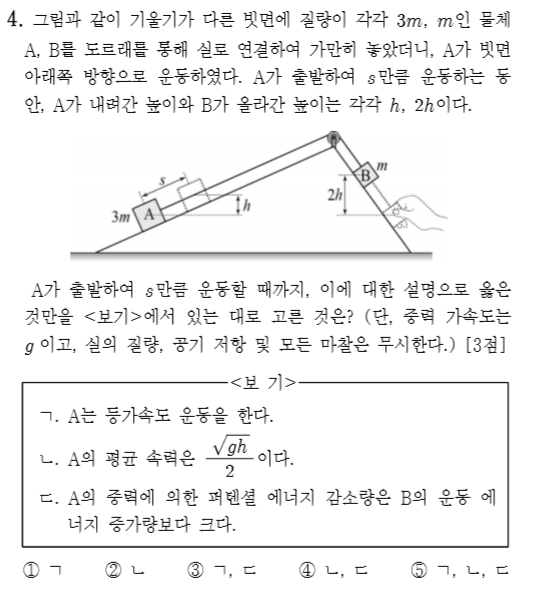 4. 그림과 같이 기울기가 다른 빗면에 질량이 각각 3m, m인 물체
A, B를 도르래를 통해 실로 연결하여 가만히 놓았더니, A가 빗면
아래쪽 방향으로 운동하였다. A가 출발하여 s만큼 운동하는 동
안, A가 내려간 높이와 B가 올라간 높이는 각각 h, 2h이다.
s
m
B
2h
3m
A
h
A가 출발하여 s만큼 운동할 때까지, 이에 대한 설명으로 옳은
것만을 <보기>에서 있는 대로 고른 것은? (단, 중력 가속도는
g이고, 실의 질량, 공기 저항 및 모든 마찰은 무시한다.) [3점]
<보 기>
ㄱ. A는 등가속도 운동을 한다.
ㄴ. A의 평균 속력은 √gh/2 이다.
ㄷ. A의 중력에 의한 퍼텐셜 에너지 감소량은 B의 운동 에
너지 증가량보다 크다.
① ㄱ ② ㄴ ③ ㄱ, ㄷ ④ ㄴ, ㄷ ⑤ ㄱ, ㄴ, ㄷ